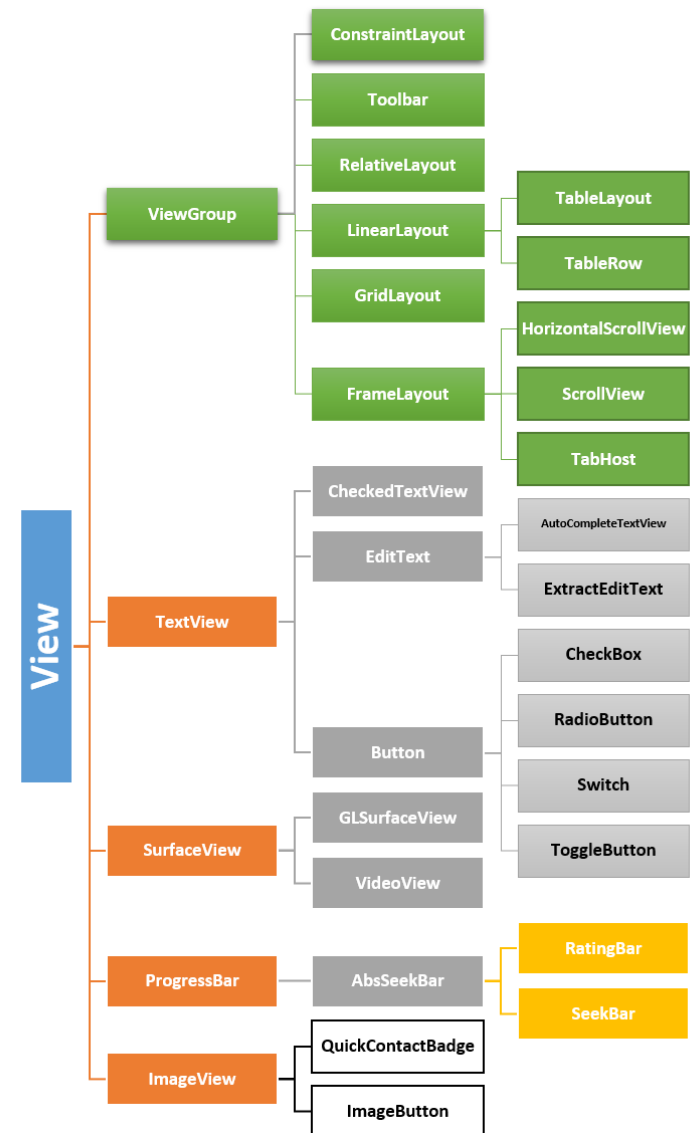 View
ViewGroup
ConstraintLayout
Toolbar
RelativeLayout
LinearLayout
TableLayout
TableRow
GridLayout
FrameLayout
HorizontalScrollView
ScrollView
TabHost
TextView
CheckedTextView
EditText
AutoCompleteTextView
ExtractEditText
Button
CheckBox
RadioButton
Switch
ToggleButton
SurfaceView
GLSurfaceView
VideoView
ProgressBar
AbsSeekBar
RatingBar
SeekBar
ImageView
QuickContactBadge
ImageButton